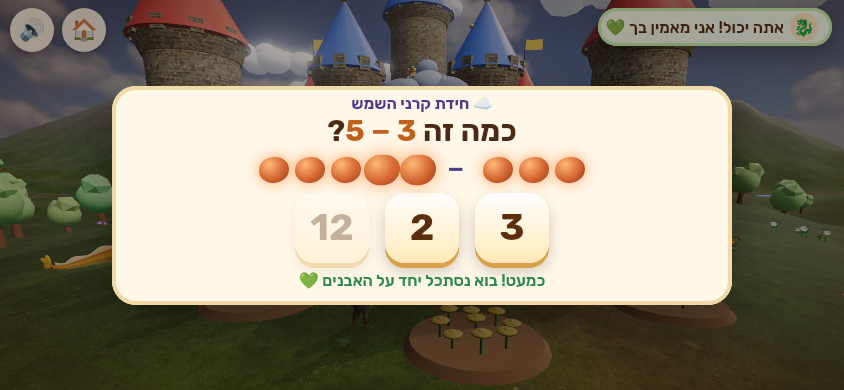 אתה יכול! אני מאמין בך 💚
☁️ חידת קרני השמש
כמה זה 5 – 3?
–
3 2 12
כמעט! בוא נסתכל יחד על האבנים 💚